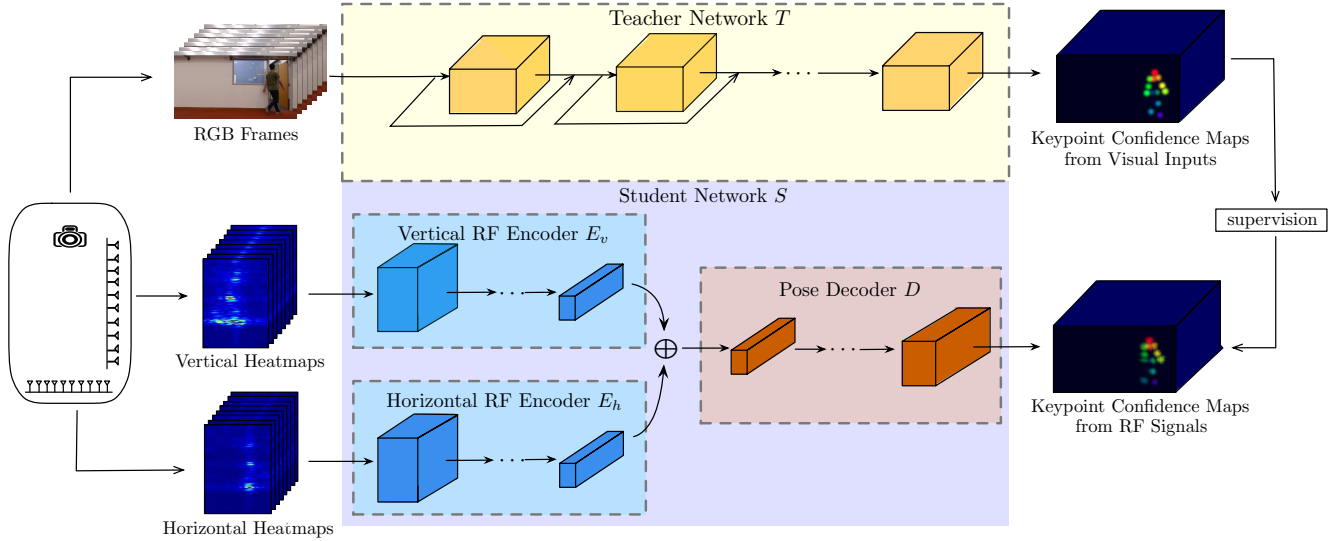 Teacher Network T
RGB Frames
Keypoint Confidence Maps
from Visual Inputs
Student Network S
supervision
Vertical RF Encoder E_v
Pose Decoder D
Vertical Heatmaps
Horizontal RF Encoder E_h
Keypoint Confidence Maps
from RF Signals
Horizontal Heatmaps